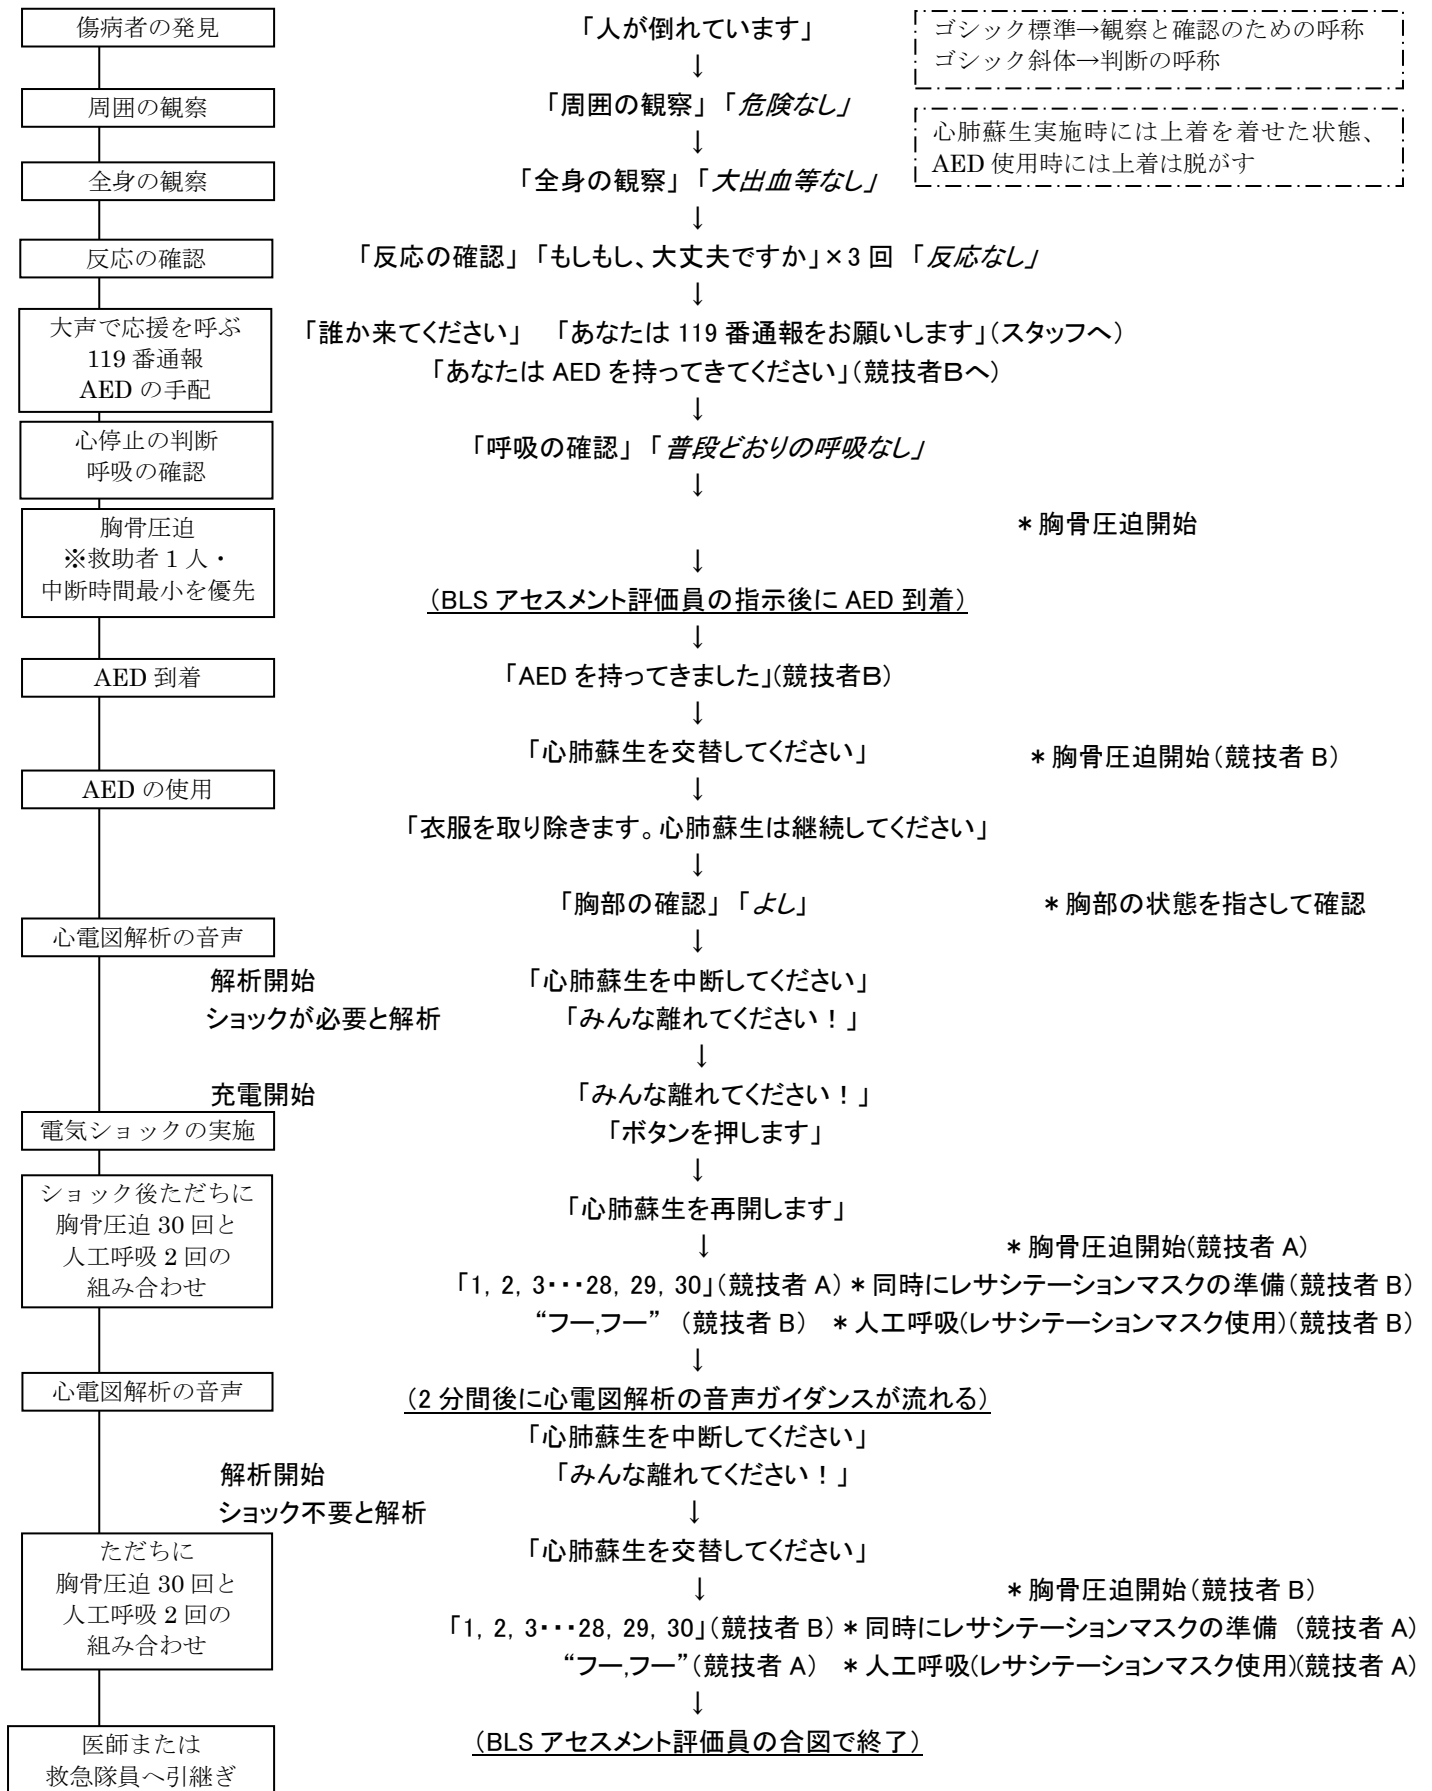 傷病者の発見
「人が倒れています」
ゴシック標準→観察と確認のための呼称
ゴシック斜体→判断の呼称
↓
周囲の観察
「周囲の観察」「危険なし」
心肺蘇生実施時には上着を着せた状態、
AED 使用時には上着は脱がす
↓
全身の観察
「全身の観察」「大出血等なし」
↓
反応の確認
「反応の確認」「もしもし、大丈夫ですか」×3 回 「反応なし」
↓
大声で応援を呼ぶ
119 番通報
AED の手配
「誰か来てください」 「あなたは 119 番通報をお願いします」(スタッフへ)
「あなたは AED を持ってきてください」(競技者Bへ)
↓
心停止の判断
呼吸の確認
「呼吸の確認」「普段どおりの呼吸なし」
↓
胸骨圧迫
※救助者 1 人・
中断時間最小を優先
*胸骨圧迫開始
↓
(BLS アセスメント評価員の指示後に AED 到着)
↓
AED 到着
「AED を持ってきました」(競技者B)
↓
「心肺蘇生を交替してください」
*胸骨圧迫開始(競技者 B)
AED の使用
↓
「衣服を取り除きます。心肺蘇生は継続してください」
↓
「胸部の確認」「よし」
*胸部の状態を指さして確認
心電図解析の音声
↓
解析開始
「心肺蘇生を中断してください」
ショックが必要と解析
「みんな離れてください！」
↓
充電開始
「みんな離れてください！」
電気ショックの実施
「ボタンを押します」
↓
ショック後ただちに
胸骨圧迫 30 回と
人工呼吸 2 回の
組み合わせ
「心肺蘇生を再開します」
↓
*胸骨圧迫開始(競技者 A)
「1, 2, 3・・・28, 29, 30」(競技者 A)*同時にレサシテーションマスクの準備(競技者 B)
“フー,フー” (競技者 B) *人工呼吸(レサシテーションマスク使用)(競技者 B)
↓
心電図解析の音声
(2 分間後に心電図解析の音声ガイダンスが流れる)
「心肺蘇生を中断してください」
解析開始
「みんな離れてください！」
ショック不要と解析
↓
ただちに
胸骨圧迫 30 回と
人工呼吸 2 回の
組み合わせ
「心肺蘇生を交替してください」
↓
*胸骨圧迫開始(競技者 B)
「1, 2, 3・・・28, 29, 30」(競技者 B)*同時にレサシテーションマスクの準備 (競技者 A)
“フー,フー”(競技者 A) *人工呼吸(レサシテーションマスク使用)(競技者 A)
↓
医師または
救急隊員へ引継ぎ
(BLS アセスメント評価員の合図で終了)